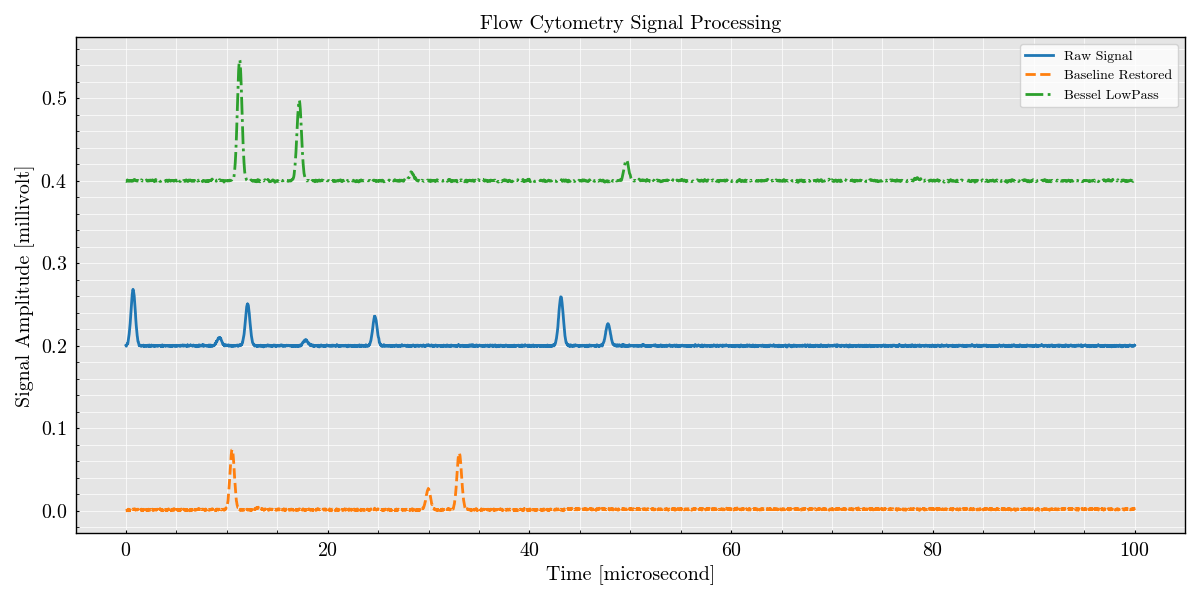 Flow Cytometry Signal Processing
Raw Signal
Baseline Restored
Bessel LowPass
Signal Amplitude [millivolt]
0.5
0.4
0.3
0.2
0.1
0.0
0 20 40 60 80 100
Time [microsecond]